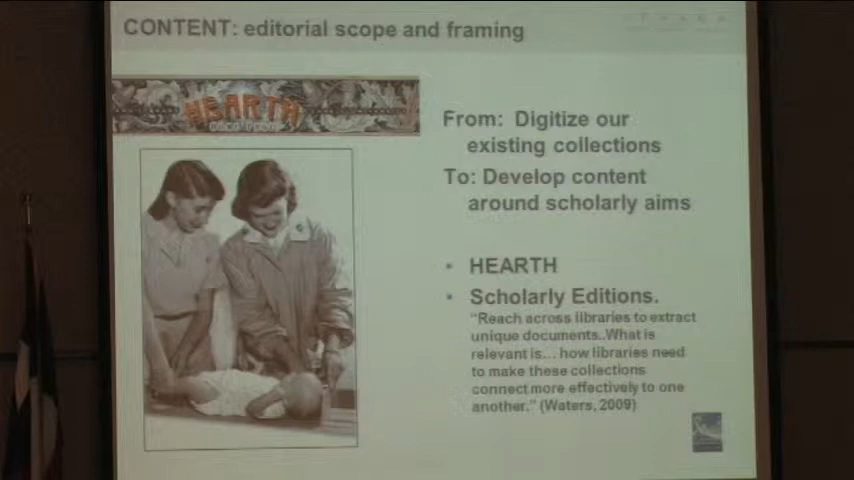 CONTENT: editorial scope and framing
HEARTH
From: Digitize our
existing collections
To: Develop content
around scholarly aims
• HEARTH
• Scholarly Editions.
"Reach across libraries to extract
unique documents..What is
relevant is... how libraries need
to make these collections
connect more effectively to one
another." (Waters, 2009)